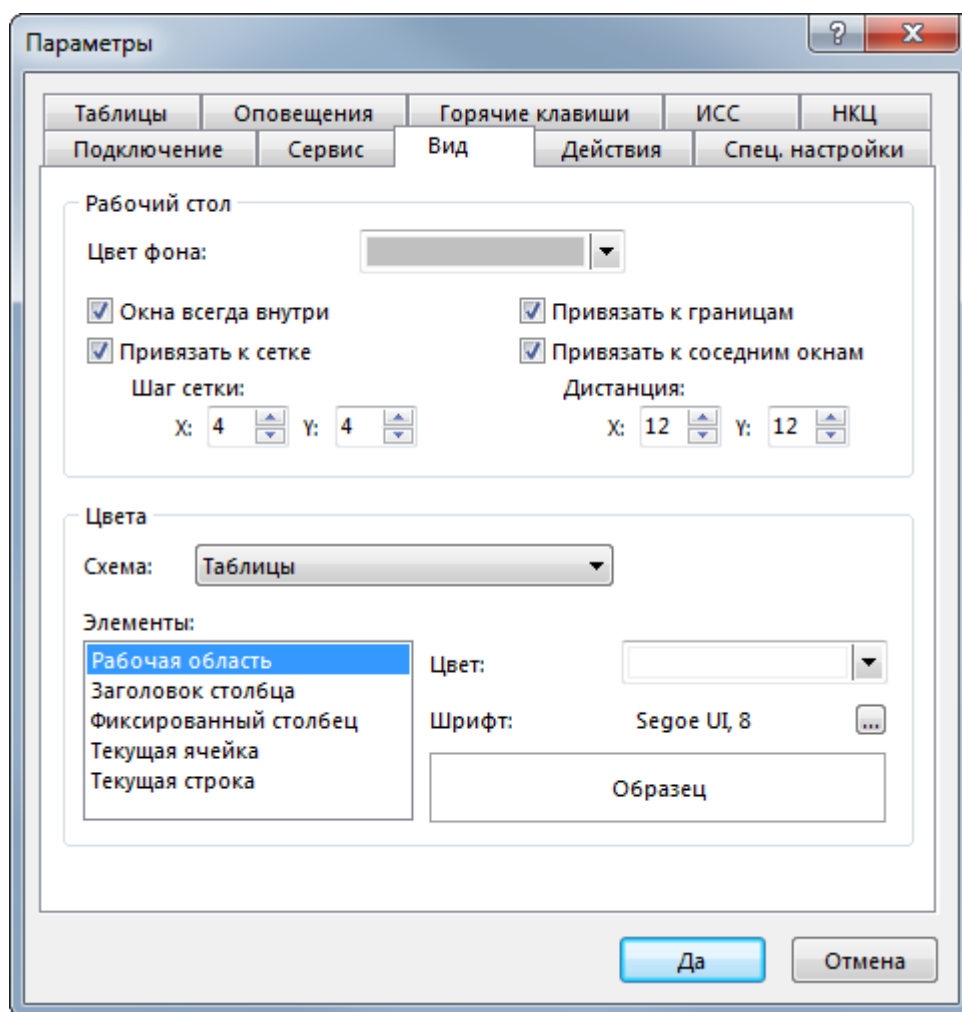 Параметры
Таблицы Оповещения Горячие клавиши ИСС НКЦ
Подключение Сервис Вид Действия Спец. настройки
Рабочий стол
Цвет фона:
Окна всегда внутри Привязать к границам
Привязать к сетке Привязать к соседним окнам
Шаг сетки: Дистанция:
X: 4 Y: 4 X: 12 Y: 12
Цвета
Схема: Таблицы
Элементы:
Рабочая область Цвет:
Заголовок столбца
Фиксированный столбец Шрифт: Segoe UI, 8 ...
Текущая ячейка
Текущая строка Образец
Да Отмена